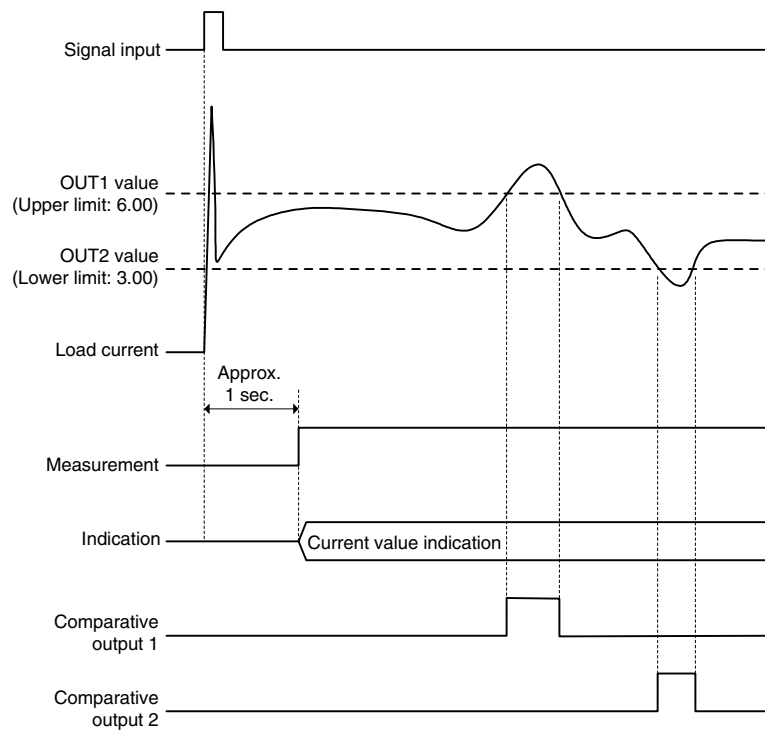 Signal input
OUT1 value
(Upper limit: 6.00)
OUT2 value
(Lower limit: 3.00)
Load current
Approx.
1 sec.
Measurement
Indication
Current value indication
Comparative
output 1
Comparative
output 2